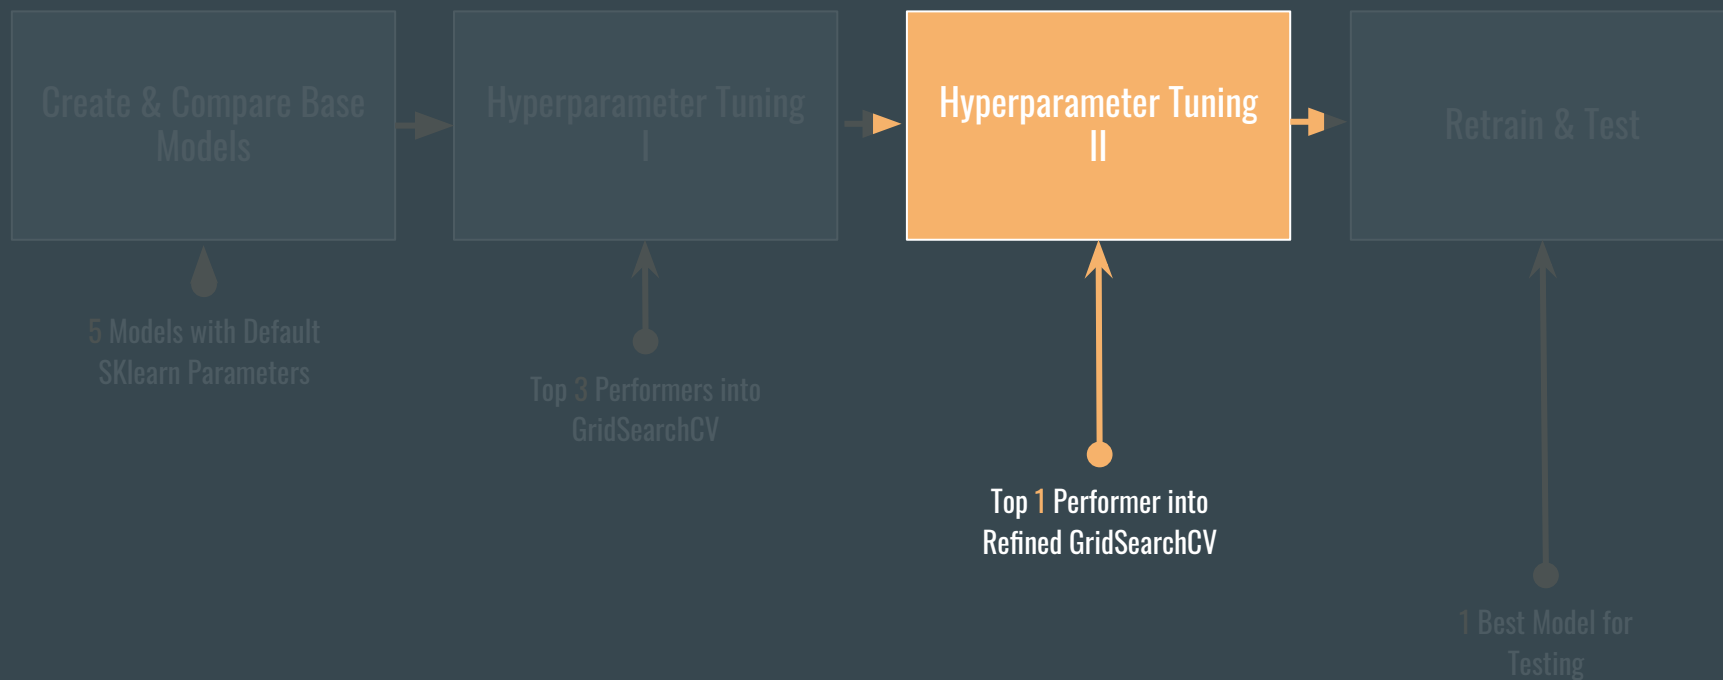 Create & Compare Base
Models
Hyperparameter Tuning
I
Hyperparameter Tuning
II
Retrain & Test
5 Models with Default
SKlearn Parameters
Top 3 Performers into
GridSearchCV
Top 1 Performer into
Refined GridSearchCV
1 Best Model for
Testing